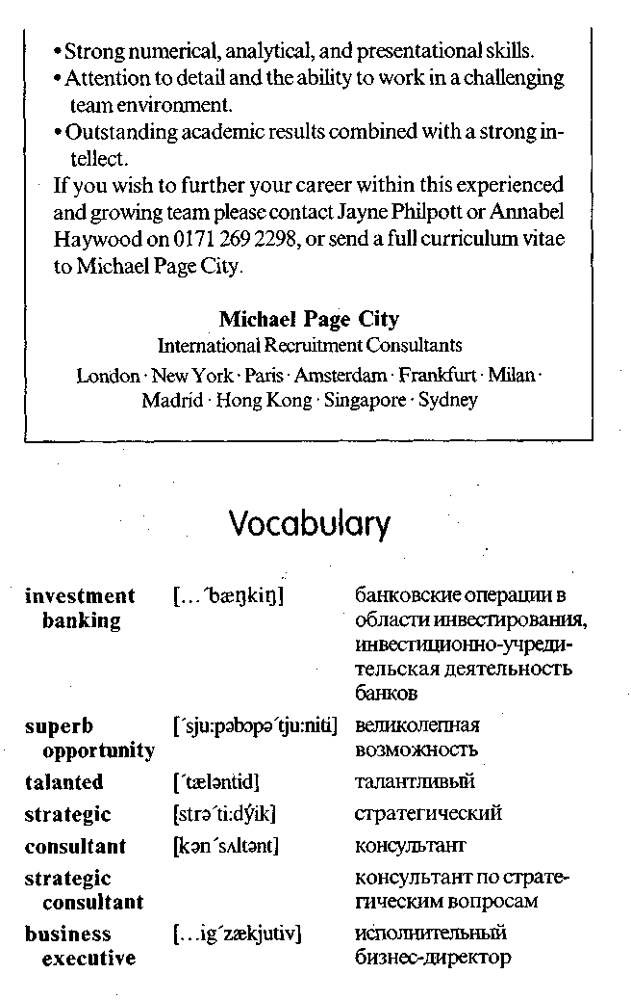 • Strong numerical, analytical, and presentational skills.
• Attention to detail and the ability to work in a challenging
team environment.
• Outstanding academic results combined with a strong in-
tellect.
If you wish to further your career within this experienced
and growing team please contact Jayne Philpott or Annabel
Haywood on 0171 269 2298, or send a full curriculum vitae
to Michael Page City.
Michael Page City
International Recruitment Consultants
London · New York · Paris · Amsterdam · Frankfurt · Milan ·
Madrid · Hong Kong · Singapore · Sydney
Vocabulary
investment [...ˊbæŋkiŋ] банковские операции в
banking области инвестирования,
инвестиционно-учреди-
тельская деятельность
банков
superb [ˊsju:pəbɔpəˊtju:niti] великолепная
opportunity возможность
talanted [ˊtæləntid] талантливый
strategic [strəˊti:dýik] стратегический
consultant [kənˊsʌltənt] консультант
strategic консультант по страте-
consultant гическим вопросам
business [...igˊzækjutiv] исполнительный
executive бизнес-директор